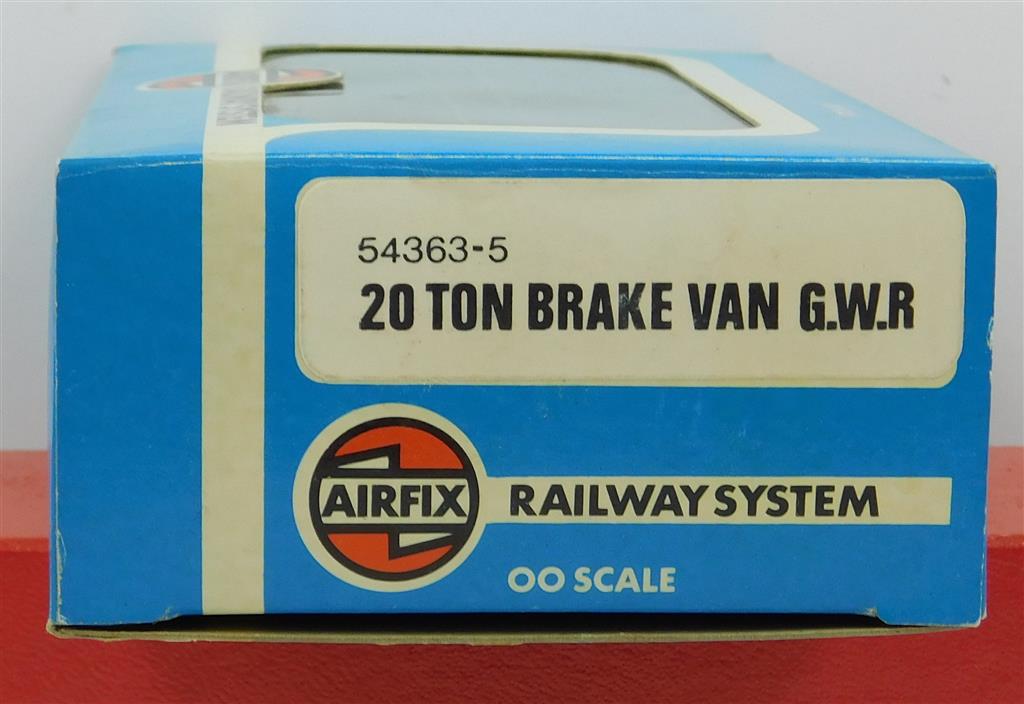 54363-5
20 TON BRAKE VAN G.W.R
AIRFIX
RAILWAY SYSTEM
OO SCALE